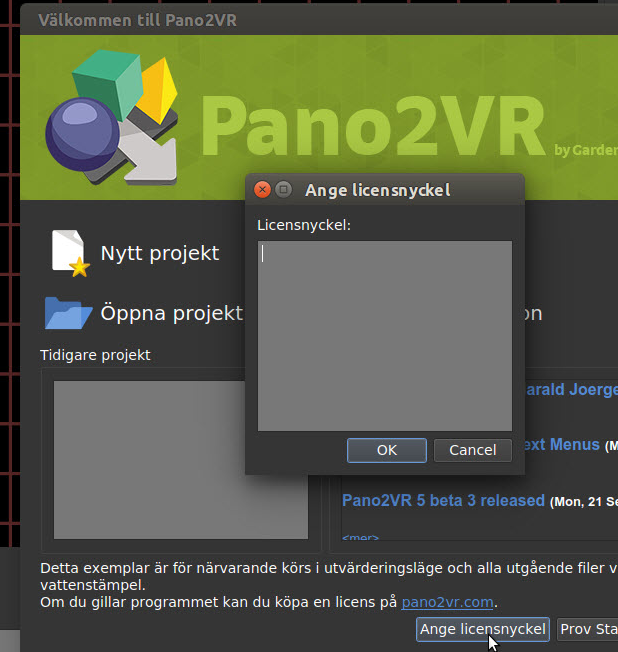 Välkommen till Pano2VR
Pano2VR by Garden
Ange licensnyckel
Licensnyckel:
Nytt projekt
Öppna projekt
Tidigare projekt
OK
Cancel
arald Joerge
ext Menus (M
Pano2VR 5 beta 3 released (Mon, 21 Se
<mer>
Detta exemplar är för närvarande körs i utvärderingsläge och alla utgående filer v
vattenstämpel.
Om du gillar programmet kan du köpa en licens på pano2vr.com.
Ange licensnyckel
Prov Sta